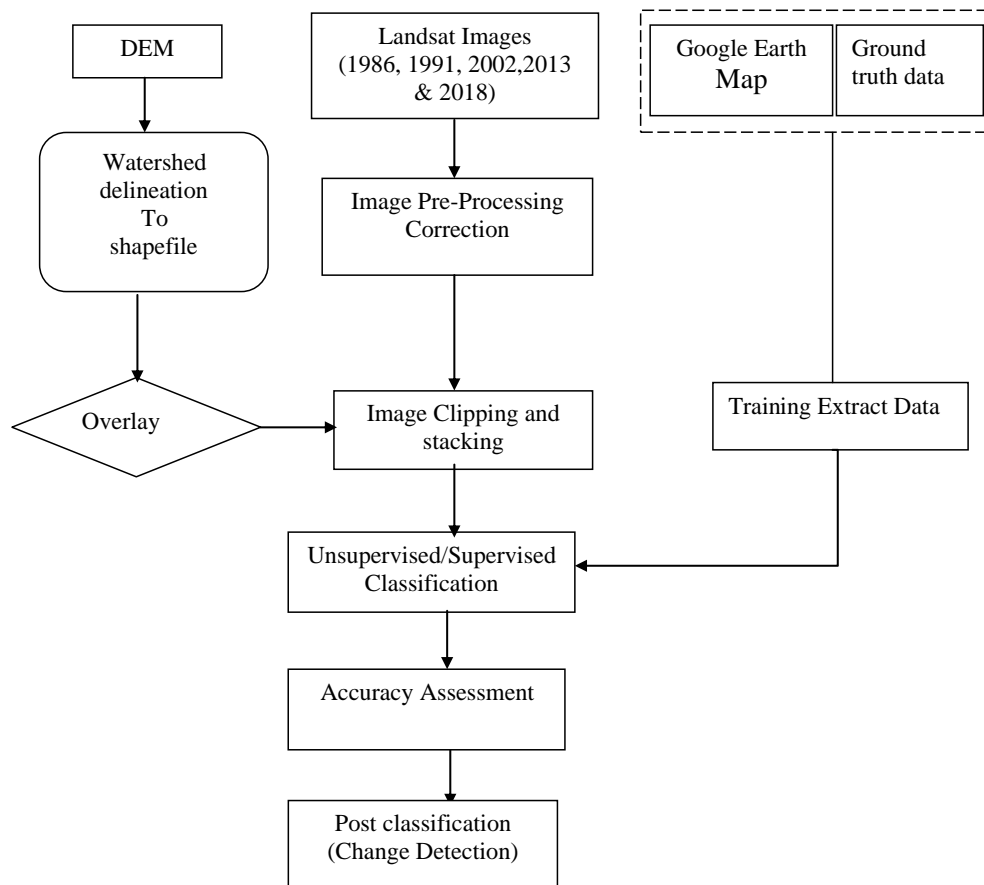 DEM
Landsat Images
(1986, 1991, 2002,2013
& 2018)
Google Earth
Map
Ground
truth data
Watershed
delineation
To
shapefile
Image Pre-Processing
Correction
Overlay
Image Clipping and
stacking
Training Extract Data
Unsupervised/Supervised
Classification
Accuracy Assessment
Post classification
(Change Detection)